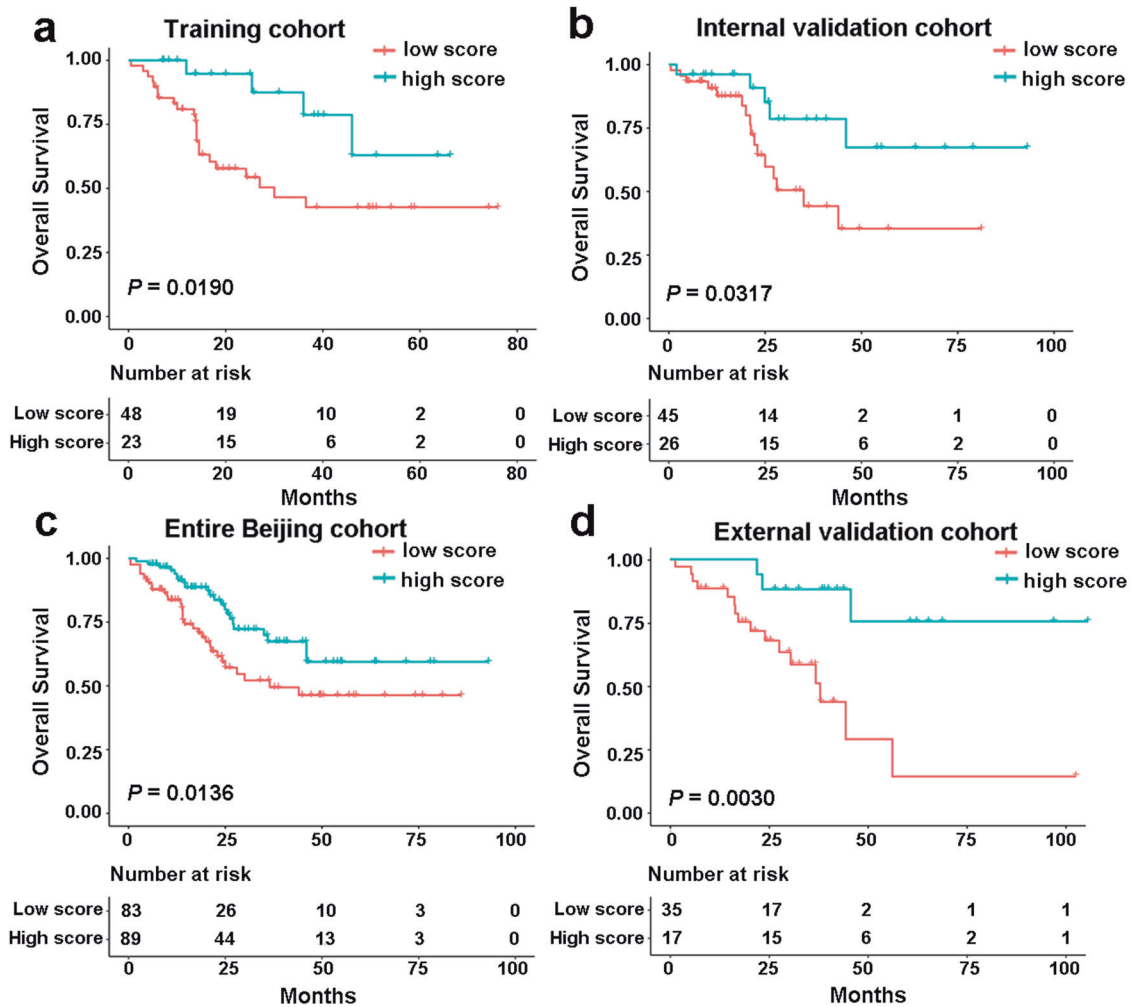 a
Training cohort
low score
high score
Overall Survival
1.00
0.75
0.50
0.25
0.00
P = 0.0190
0 20 40 60 80
Number at risk
Low score 48 19 10 2 0
High score 23 15 6 2 0
0 20 40 60 80
Months
b
Internal validation cohort
low score
high score
Overall Survival
1.00
0.75
0.50
0.25
0.00
P = 0.0317
0 25 50 75 100
Number at risk
Low score 45 14 2 1 0
High score 26 15 6 2 0
0 25 50 75 100
Months
c
Entire Beijing cohort
low score
high score
Overall Survival
1.00
0.75
0.50
0.25
0.00
P = 0.0136
0 25 50 75 100
Number at risk
Low score 83 26 10 3 0
High score 89 44 13 3 0
0 25 50 75 100
Months
d
External validation cohort
low score
high score
Overall Survival
1.00
0.75
0.50
0.25
0.00
P = 0.0030
0 25 50 75 100
Number at risk
Low score 35 17 2 1 1
High score 17 15 6 2 1
0 25 50 75 100
Months